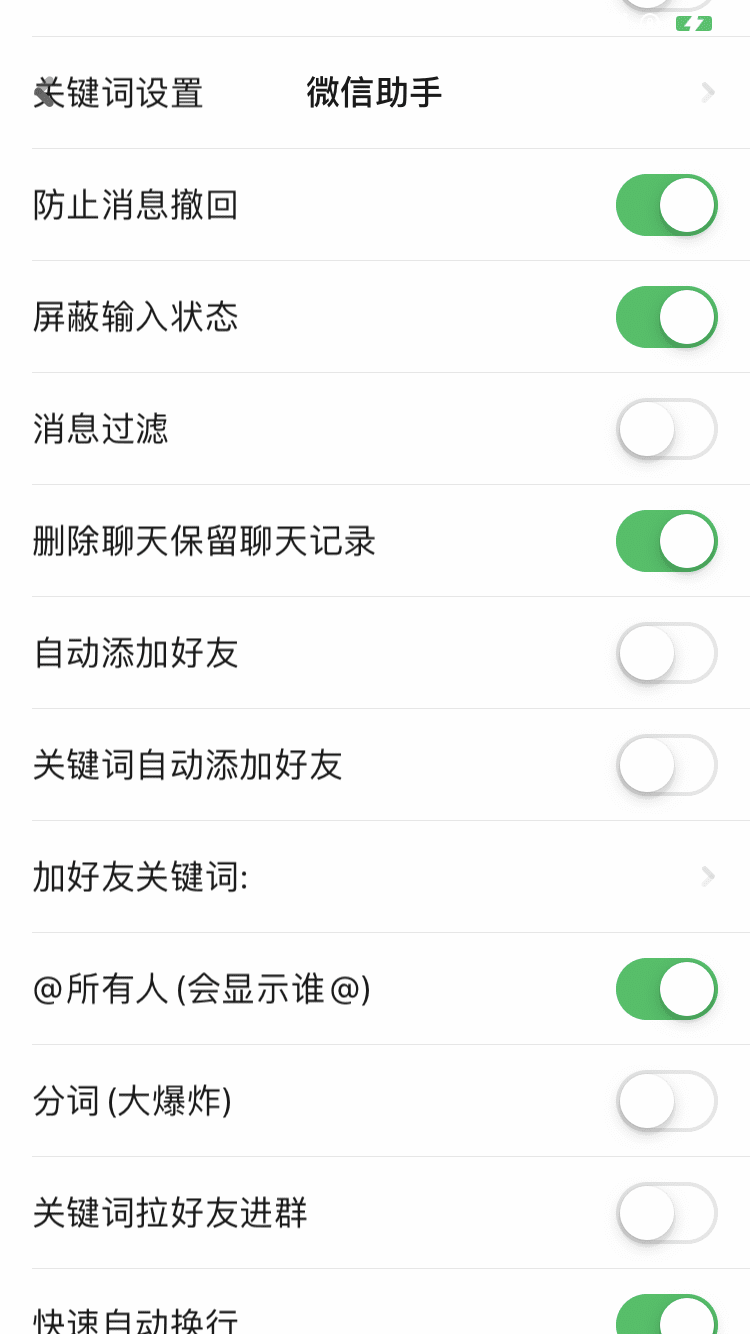 关键词设置
微信助手
防止消息撤回
屏蔽输入状态
消息过滤
删除聊天保留聊天记录
自动添加好友
关键词自动添加好友
加好友关键词:
@所有人(会显示谁@)
分词(大爆炸)
关键词拉好友进群
快速自动换行